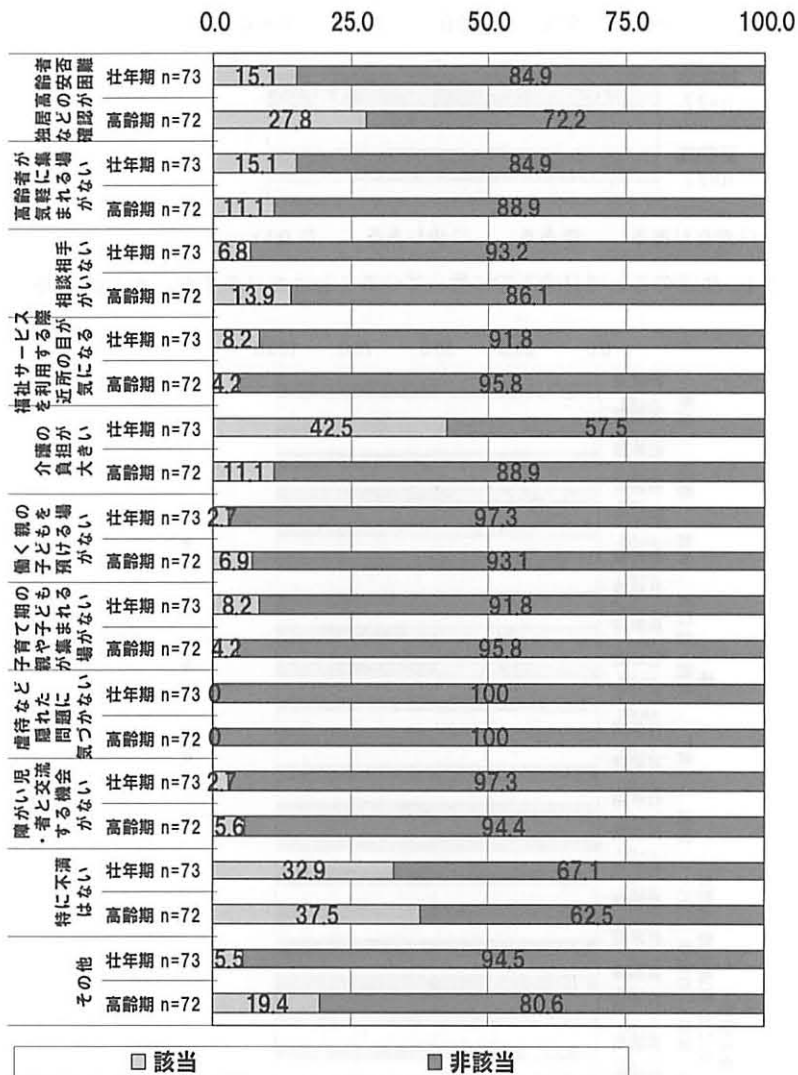 0.0 25.0 50.0 75.0 100.0
独居高齢者
などの安否
確認が困難
壮年期 n=73 15.1 84.9
高齢期 n=72 27.8 72.2
高齢者が
気軽に集
まれる場
がない
壮年期 n=73 15.1 84.9
高齢期 n=72 11.1 88.9
相談相手
がいない
壮年期 n=73 6.8 93.2
高齢期 n=72 13.9 86.1
福祉サービス
を利用する際
近所の目が
気になる
壮年期 n=73 8.2 91.8
高齢期 n=72 4.2 95.8
介護の
負担が
大きい
壮年期 n=73 42.5 57.5
高齢期 n=72 11.1 88.9
働く親の
子どもを
預ける場
がない
壮年期 n=73 2.7 97.3
高齢期 n=72 6.9 93.1
子育て期の
親や子ども
が集まれる
場がない
壮年期 n=73 8.2 91.8
高齢期 n=72 4.2 95.8
虐待など
隠れた
問題に
気づかない
壮年期 n=73 0 100
高齢期 n=72 0 100
障がい児
・者と交流
する機会
がない
壮年期 n=73 2.7 97.3
高齢期 n=72 5.6 94.4
特に不満
はない
壮年期 n=73 32.9 67.1
高齢期 n=72 37.5 62.5
その他
壮年期 n=73 5.5 94.5
高齢期 n=72 19.4 80.6
該当 非該当